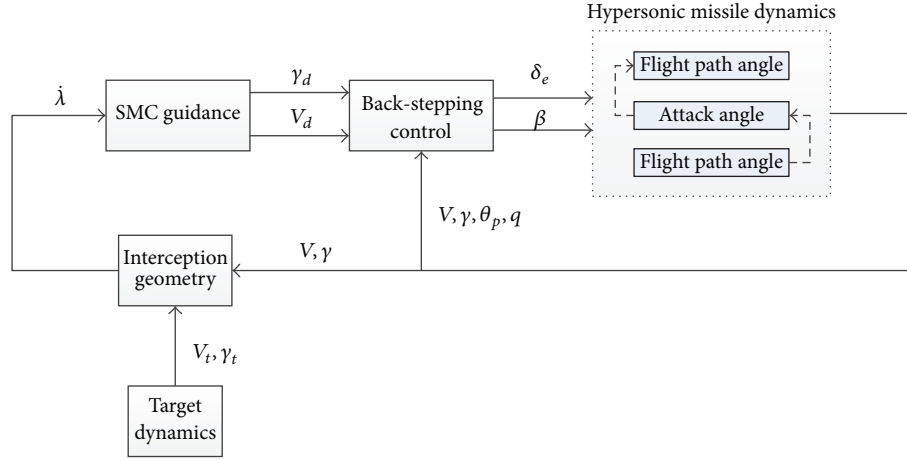 Hypersonic missile dynamics
λ̇
SMC guidance
γ_d
V_d
Back-stepping
control
δ_e
β
Flight path angle
Attack angle
Flight path angle
V, γ, θ_p, q
V, γ
Interception
geometry
V_t, γ_t
Target
dynamics